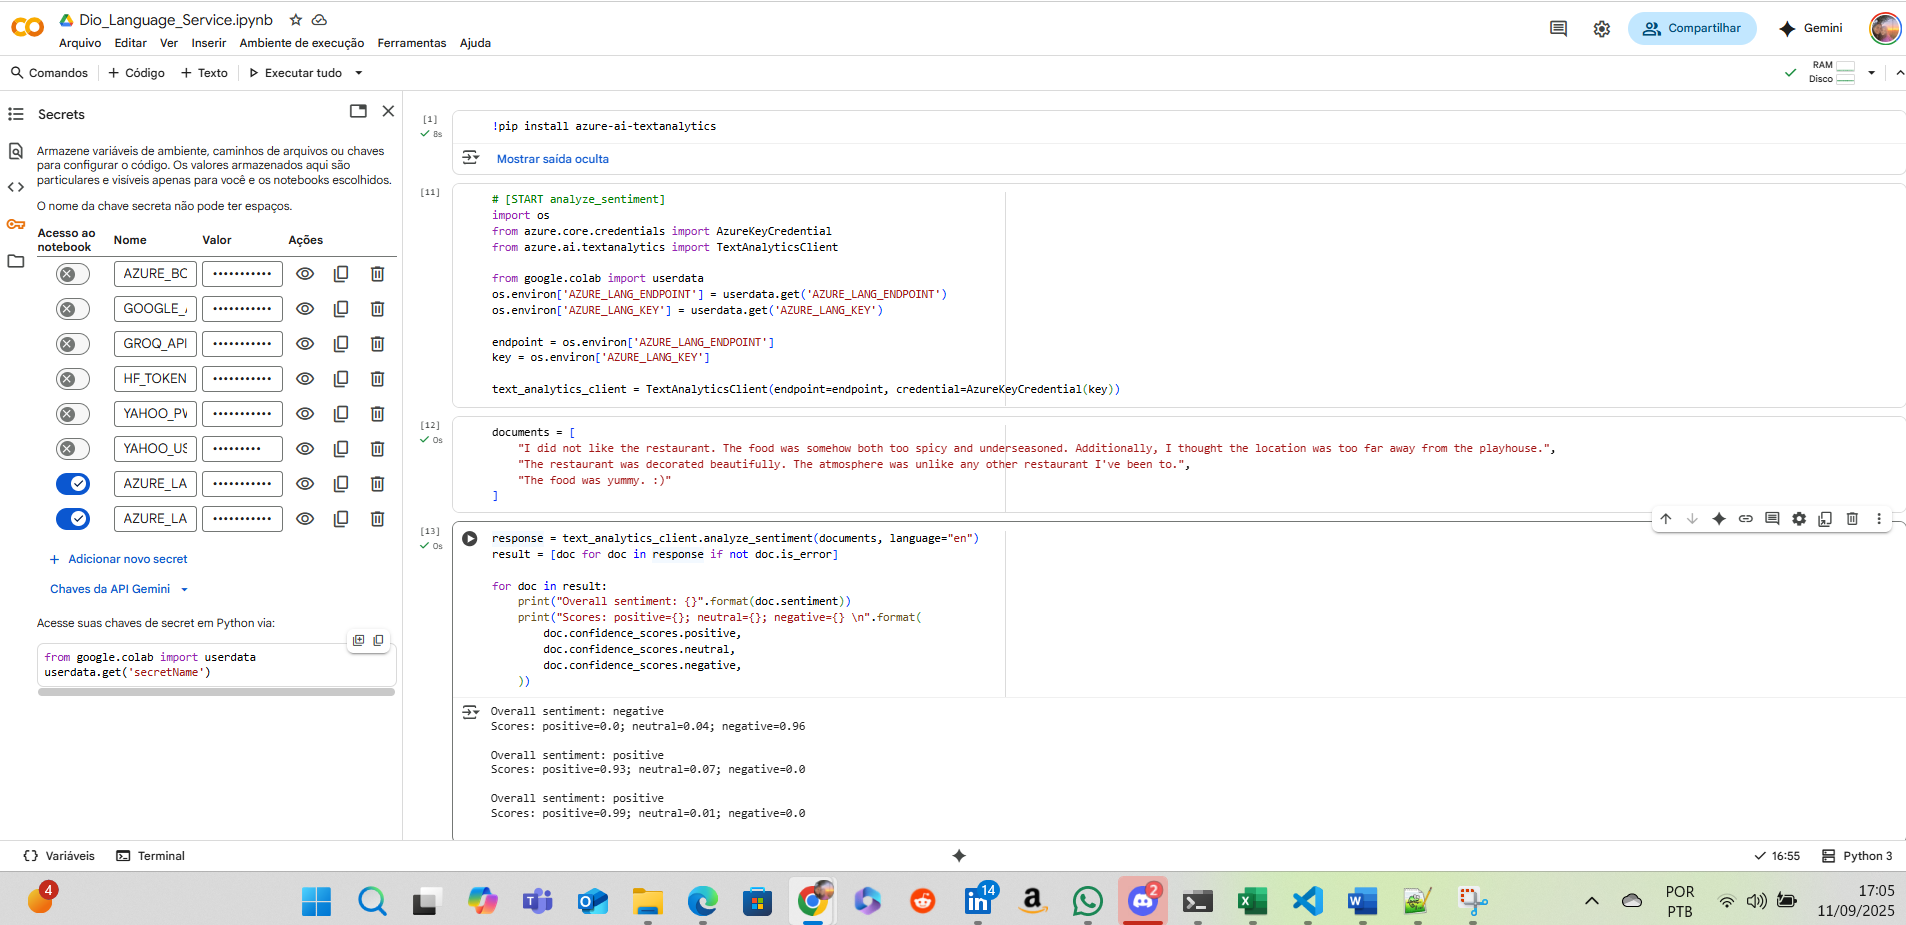 Dio_Language_Service.ipynb
Arquivo Editar Ver Inserir Ambiente de execução Ferramentas Ajuda
Compartilhar
Gemini
Comandos + Código + Texto Executar tudo
RAM
Disco
Secrets
Armazene variáveis de ambiente, caminhos de arquivos ou chaves
para configurar o código. Os valores armazenados aqui são
particulares e visíveis apenas para você e os notebooks escolhidos.
O nome da chave secreta não pode ter espaços.
Acesso ao
notebook
Nome Valor Ações
AZURE_BC
GOOGLE_
GROQ_API
HF_TOKEN
YAHOO_PW
YAHOO_US
AZURE_LA
AZURE_LA
+ Adicionar novo secret
Chaves da API Gemini
Acesse suas chaves de secret em Python via:
from google.colab import userdata
userdata.get('secretName')
[1]
8s
!pip install azure-ai-textanalytics
Mostrar saída oculta
[11]
# [START analyze_sentiment]
import os
from azure.core.credentials import AzureKeyCredential
from azure.ai.textanalytics import TextAnalyticsClient
from google.colab import userdata
os.environ['AZURE_LANG_ENDPOINT'] = userdata.get('AZURE_LANG_ENDPOINT')
os.environ['AZURE_LANG_KEY'] = userdata.get('AZURE_LANG_KEY')
endpoint = os.environ['AZURE_LANG_ENDPOINT']
key = os.environ['AZURE_LANG_KEY']
text_analytics_client = TextAnalyticsClient(endpoint=endpoint, credential=AzureKeyCredential(key))
[12]
0s
documents = [
"I did not like the restaurant. The food was somehow both too spicy and underseasoned. Additionally, I thought the location was too far away from the playhouse.",
"The restaurant was decorated beautifully. The atmosphere was unlike any other restaurant I've been to.",
"The food was yummy. :)"
]
[13]
0s
response = text_analytics_client.analyze_sentiment(documents, language="en")
result = [doc for doc in response if not doc.is_error]
for doc in result:
print("Overall sentiment: {}".format(doc.sentiment))
print("Scores: positive={}; neutral={}; negative={} \n".format(
doc.confidence_scores.positive,
doc.confidence_scores.neutral,
doc.confidence_scores.negative,
))
Overall sentiment: negative
Scores: positive=0.0; neutral=0.04; negative=0.96
Overall sentiment: positive
Scores: positive=0.93; neutral=0.07; negative=0.0
Overall sentiment: positive
Scores: positive=0.99; neutral=0.01; negative=0.0
Variáveis Terminal
16:55 Python 3
4
14
2
POR
PTB
17:05
11/09/2025